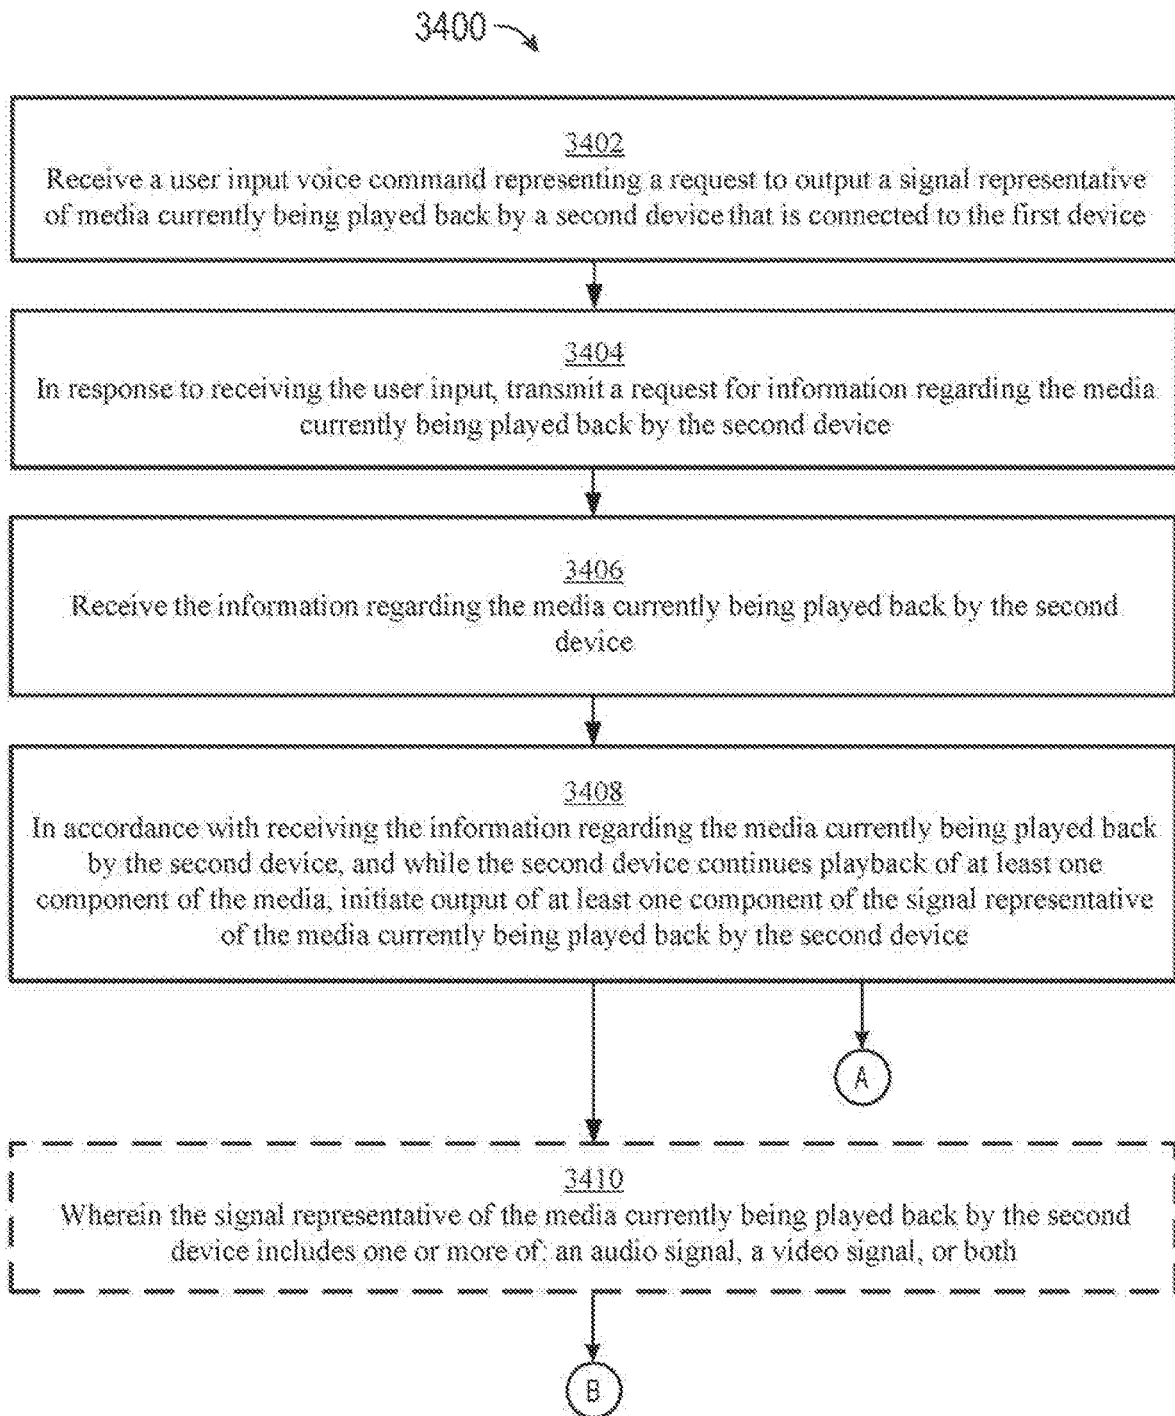 3400
3402
Receive a user input voice command representing a request to output a signal representative
of media currently being played back by a second device that is connected to the first device
3404
In response to receiving the user input, transmit a request for information regarding the media
currently being played back by the second device
3406
Receive the information regarding the media currently being played back by the second
device
3408
In accordance with receiving the information regarding the media currently being played back
by the second device, and while the second device continues playback of at least one
component of the media, initiate output of at least one component of the signal representative
of the media currently being played back by the second device
A
3410
Wherein the signal representative of the media currently being played back by the second
device includes one or more of: an audio signal, a video signal, or both
B